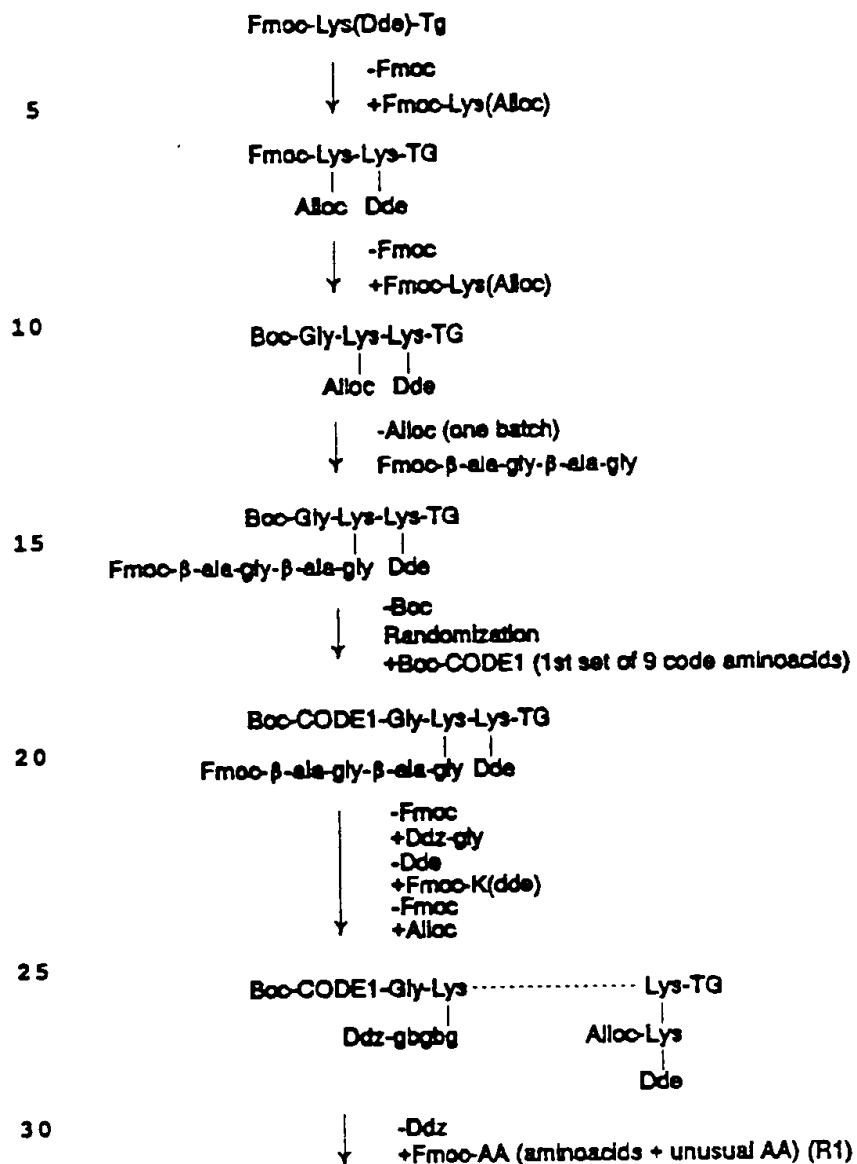 Fmoc-Lys(Dde)-Tg
-Fmoc
5
+Fmoc-Lys(Alloc)
Fmoc-Lys-Lys-TG
Alloc Dde
-Fmoc
+Fmoc-Lys(Alloc)
10
Boc-Gly-Lys-Lys-TG
Alloc Dde
-Alloc (one batch)
Fmoc-β-ala-gly-β-ala-gly
Boc-Gly-Lys-Lys-TG
15
Fmoc-β-ala-gly-β-ala-gly Dde
-Boc
Randomization
+Boc-CODE1 (1st set of 9 code aminoacids)
Boc-CODE1-Gly-Lys-Lys-TG
20
Fmoc-β-ala-gly-β-ala-gly Dde
-Fmoc
+Ddz-gly
-Dde
+Fmoc-K(dde)
-Fmoc
+Alloc
25
Boc-CODE1-Gly-Lys Lys-TG
Ddz-gbgbg Alloc-Lys
Dde
30
-Ddz
+Fmoc-AA (aminoacids + unusual AA) (R1)